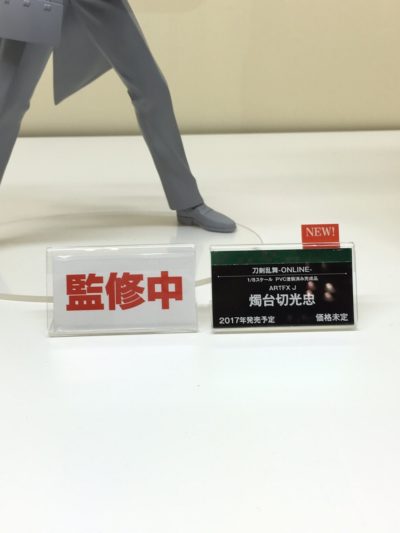 NEW!
監修中
刀剣乱舞-ONLINE-
1/8スケール PVC塗装済み完成品
ARTFX J
燭台切光忠
2017年発売予定 価格未定